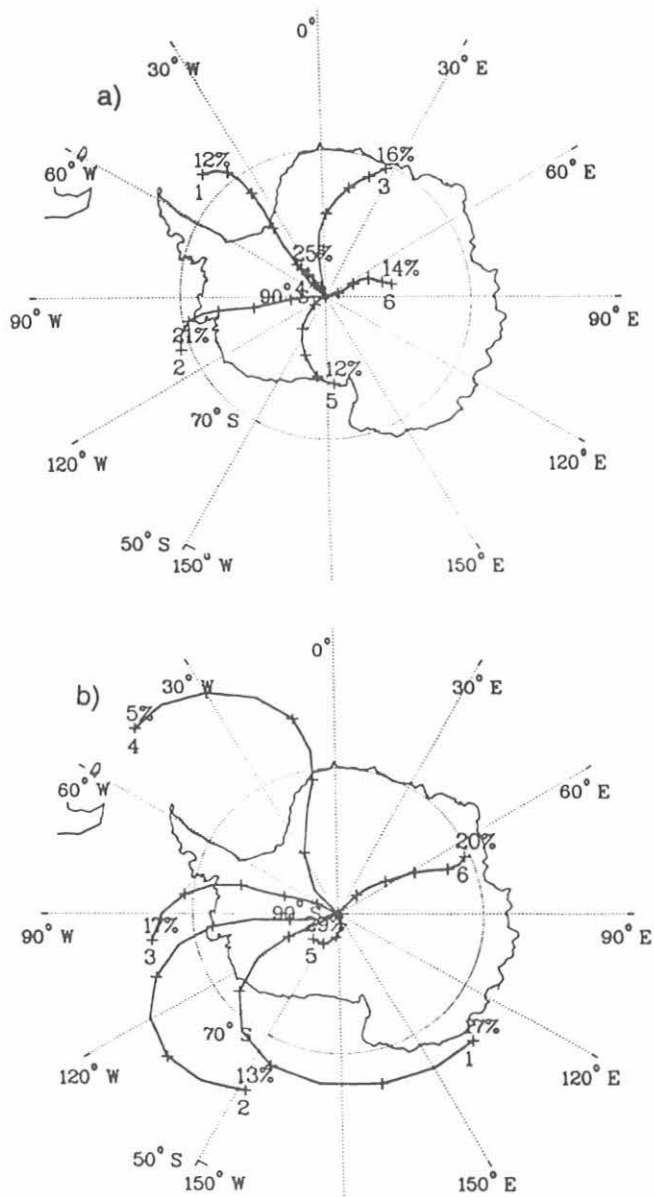 0°
30° W
30° E
a)
60° W
12%
1
16%
3
60° E
25%
4
14%
6
90° W
90° S
90° E
21%
2
12%
5
70° S
120° W
120° E
50° S
150° W
150° E
0°
30° W
30° E
b)
5%
4
60° W
60° E
20%
6
90° W
90° S
90° E
17%
3
29%
5
70° S
17%
1
120° W
13%
2
120° E
50° S
150° W
150° E